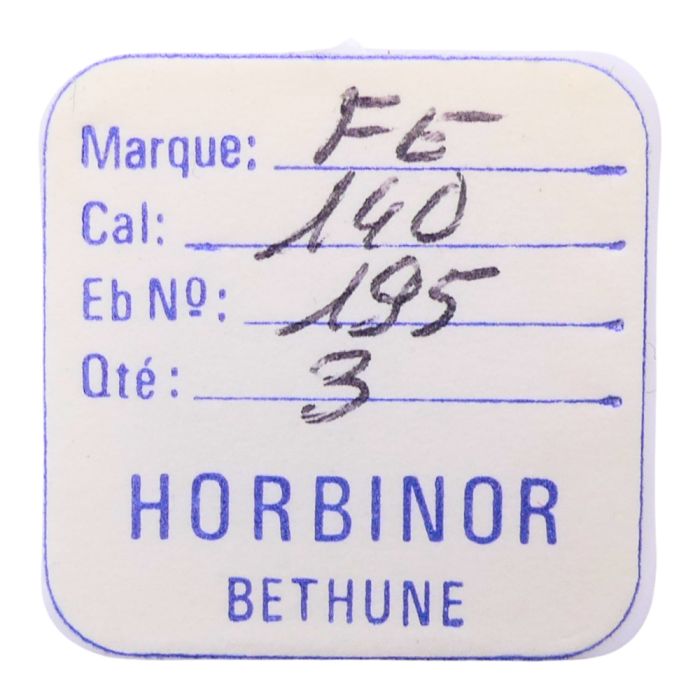 Marque: FE
Cal: 140
Eb Nº: 195
Qté: 3
HORBINOR
BETHUNE